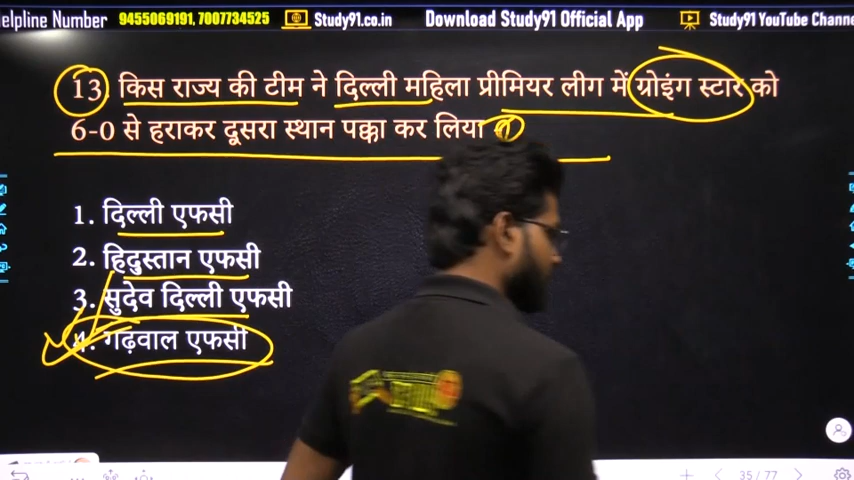 elpline Number 9455069191, 7007734525 Study91.co.in Download Study91 Official App Study91 YouTube Channe
13. किस राज्य की टीम ने दिल्ली महिला प्रीमियर लीग में ग्रोइंग स्टार को
6-0 से हराकर दूसरा स्थान पक्का कर लिया
1. दिल्ली एफसी
2. हिदुस्तान एफसी
3. सुदेव दिल्ली एफसी
4. गढ़वाल एफसी
35 / 77